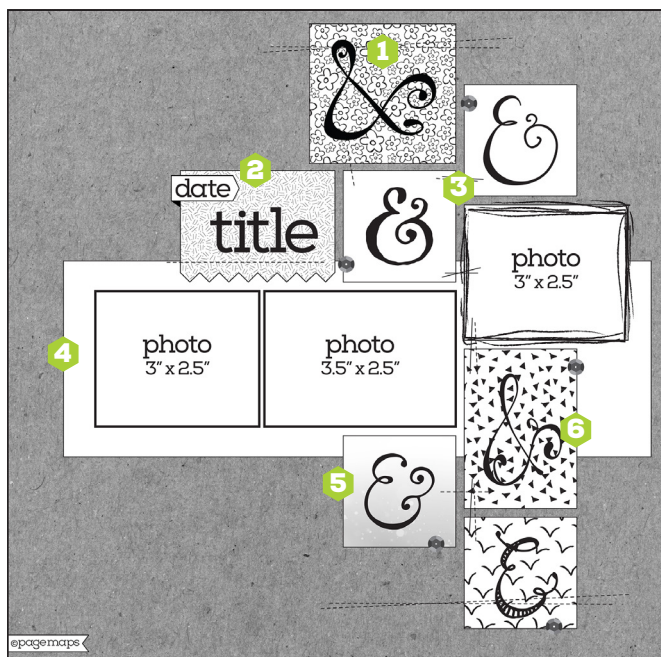 &
1
&
2
date
title
3
&
photo
3" x 2.5"
4
photo
3" x 2.5"
photo
3.5" x 2.5"
&
6
5
&
&
©pagemaps